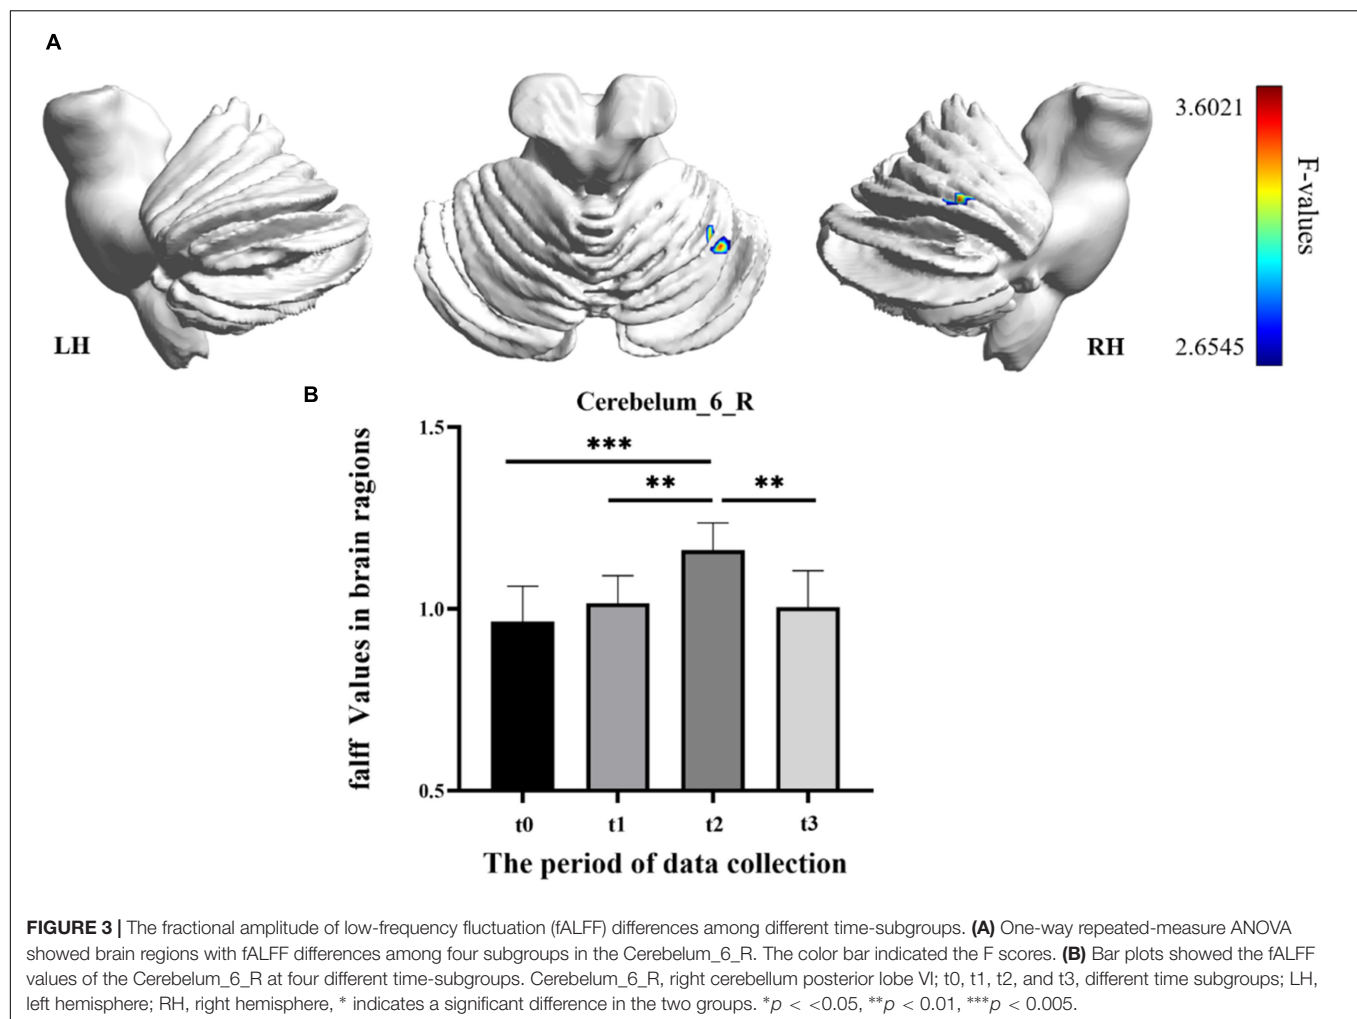 A
3.6021
F-values
LH
RH
2.6545
B
Cerebelum_6_R
1.5
***
**
**
falff Values in brain ragions
1.0
0.5
t0 t1 t2 t3
The period of data collection
FIGURE 3 | The fractional amplitude of low-frequency fluctuation (fALFF) differences among different time-subgroups. (A) One-way repeated-measure ANOVA
showed brain regions with fALFF differences among four subgroups in the Cerebelum_6_R. The color bar indicated the F scores. (B) Bar plots showed the fALFF
values of the Cerebelum_6_R at four different time-subgroups. Cerebelum_6_R, right cerebellum posterior lobe VI; t0, t1, t2, and t3, different time subgroups; LH,
left hemisphere; RH, right hemisphere, * indicates a significant difference in the two groups. *p < <0.05, **p < 0.01, ***p < 0.005.